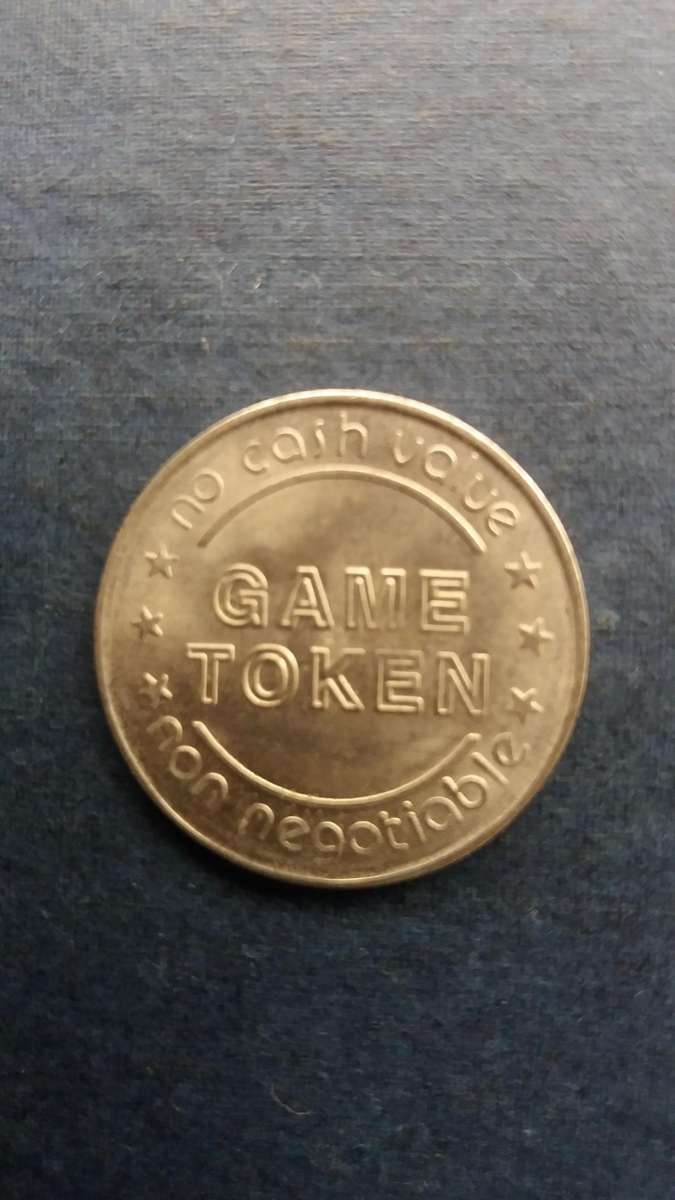 no cash value
GAME
TOKEN
non negotiable